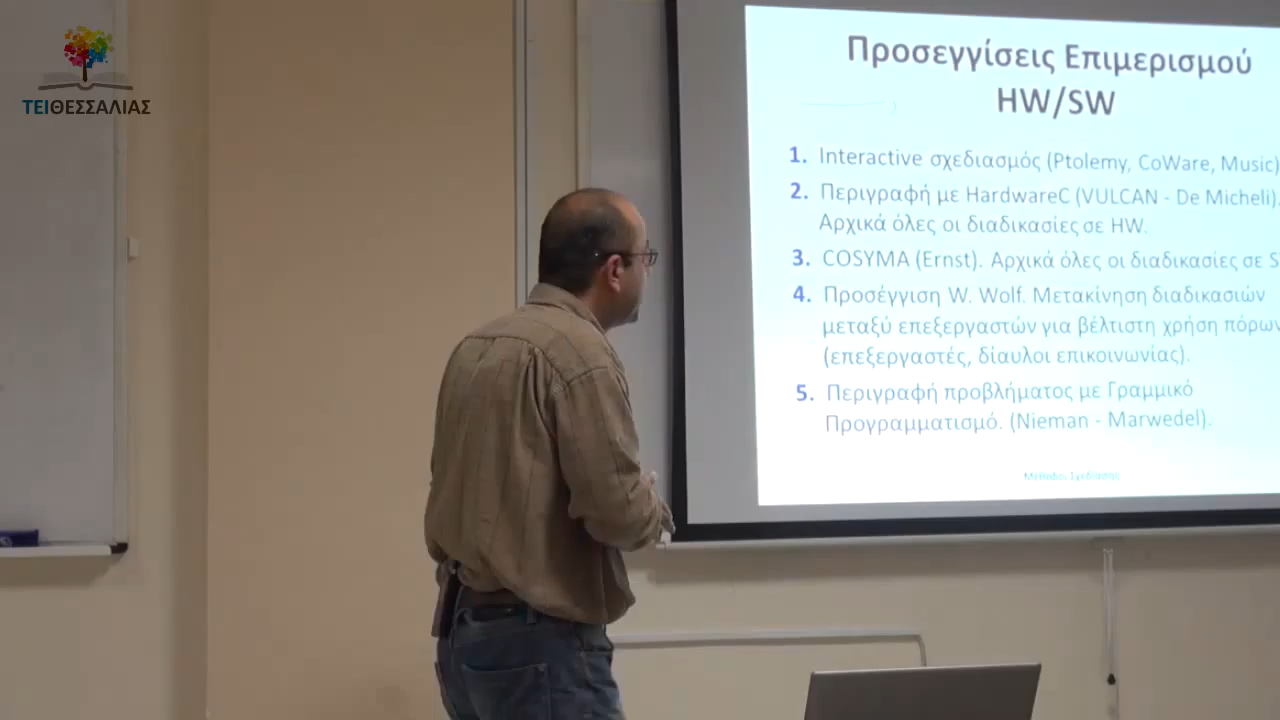 ΤΕΙΘΕΣΣΑΛΙΑΣ
Προσεγγίσεις Επιμερισμού
HW/SW
1. Interactive σχεδιασμός (Ptolemy, CoWare, Music)
2. Περιγραφή με HardwareC (VULCAN - De Micheli).
Αρχικά όλες οι διαδικασίες σε HW.
3. COSYMA (Ernst). Αρχικά όλες οι διαδικασίες σε S
4. Προσέγγιση W. Wolf. Μετακίνηση διαδικασιών
μεταξύ επεξεργαστών για βέλτιστη χρήση πόρων
(επεξεργαστές, δίαυλοι επικοινωνίας).
5. Περιγραφή προβλήματος με Γραμμικό
Προγραμματισμό. (Nieman - Marwedel).
Μέθοδοι Σχεδίασης